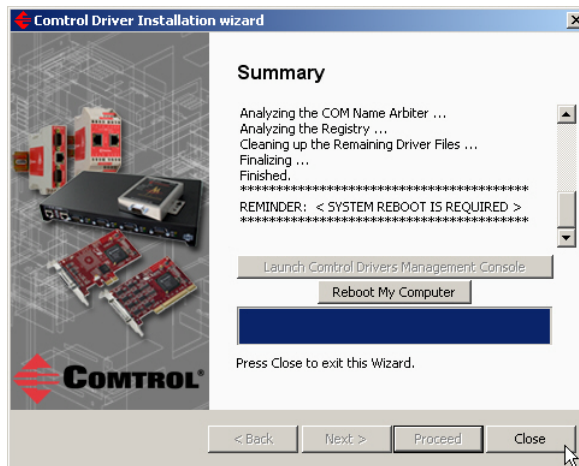 Comtrol Driver Installation wizard
Summary
Analyzing the COM Name Arbiter ...
Analyzing the Registry ...
Cleaning up the Remaining Driver Files ...
Finalizing ...
Finished.
****************************************************
REMINDER: < SYSTEM REBOOT IS REQUIRED >
****************************************************
Launch Comtrol Drivers Management Console
Reboot My Computer
Press Close to exit this Wizard.
COMTROL®
< Back
Next >
Proceed
Close